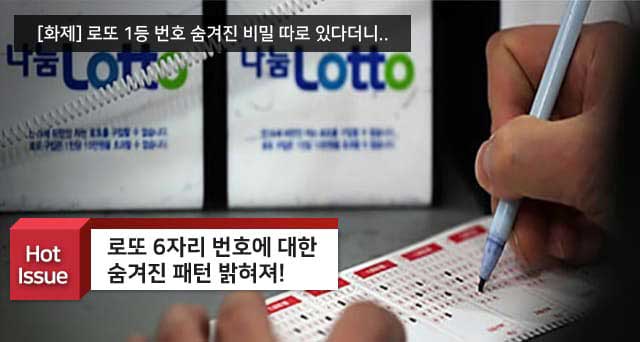 [화제] 로또 1등 번호 숨겨진 비밀 따로 있다더니..
나눔Lotto
나눔Lotto
Hot
Issue
로또 6자리 번호에 대한
숨겨진 패턴 밝혀져!